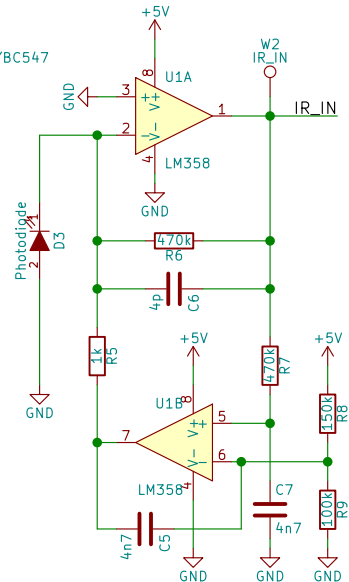 +5V
W2
IR_IN
/BC547
8
U1A
GND
3
V+
+
1
IR_IN
2
V-
-
4
LM358
GND
Photodiode
1
2
D3
470k
R6
4p
C6
GND
1k
R5
+5V
470k
R7
+5V
8
U1B
7
V+
+
5
V-
-
6
4
LM358
150k
R8
C7
4n7
100k
R9
4n7
C5
GND
GND
GND